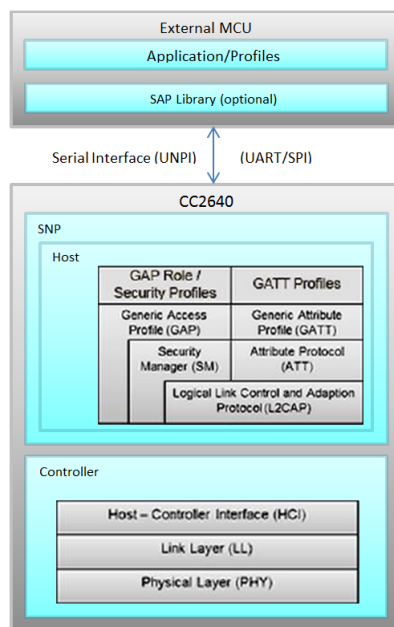 External MCU
Application/Profiles
SAP Library (optional)
Serial Interface (UNPI) (UART/SPI)
CC2640
SNP
Host
GAP Role /
Security Profiles
GATT Profiles
Generic Access
Profile (GAP)
Generic Attribute
Profile (GATT)
Security
Manager (SM)
Attribute Protocol
(ATT)
Logical Link Control and Adaption
Protocol (L2CAP)
Controller
Host – Controller Interface (HCI)
Link Layer (LL)
Physical Layer (PHY)